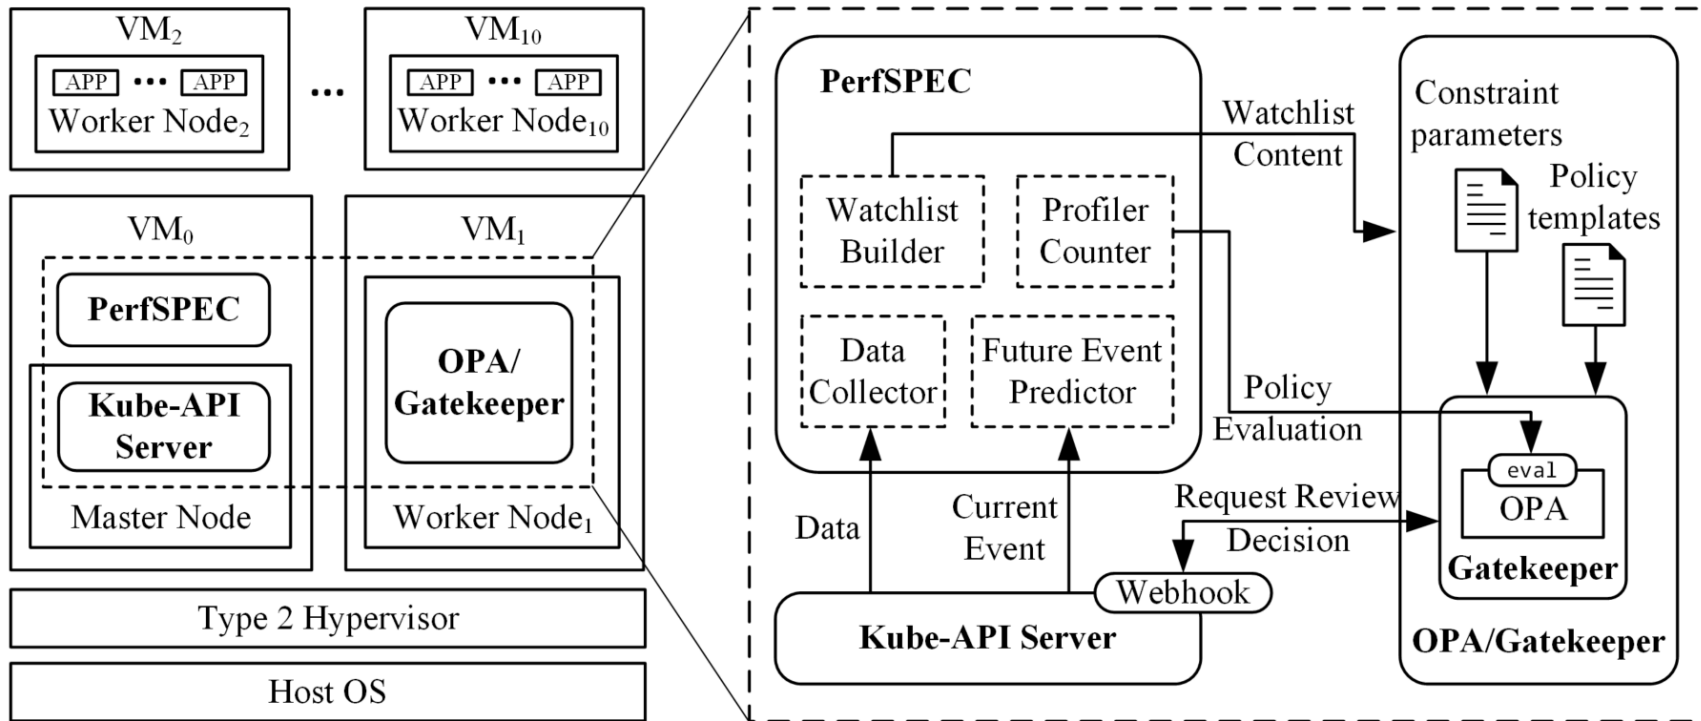 VM2
APP ••• APP
Worker Node2
•••
VM10
APP ••• APP
Worker Node10
VM0
PerfSPEC
Kube-API
Server
Master Node
VM1
OPA/
Gatekeeper
Worker Node1
Type 2 Hypervisor
Host OS
PerfSPEC
Watchlist
Builder
Profiler
Counter
Data
Collector
Future Event
Predictor
Watchlist
Content
Policy
Evaluation
Data
Current
Event
Request Review
Decision
Webhook
Kube-API Server
Constraint
parameters
Policy
templates
eval
OPA
Gatekeeper
OPA/Gatekeeper